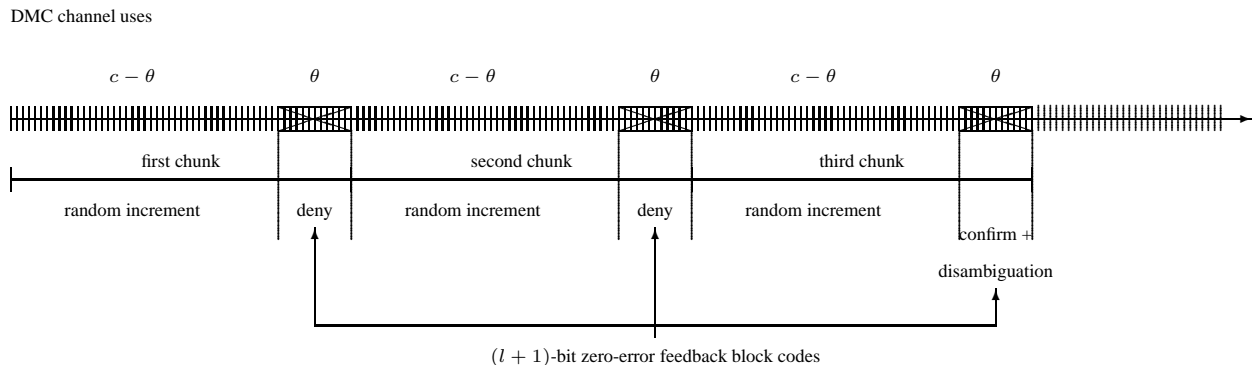 DMC channel uses
c − θ θ c − θ θ c − θ θ
first chunk second chunk third chunk
random increment deny random increment deny random increment
confirm +
disambiguation
(l + 1)-bit zero-error feedback block codes